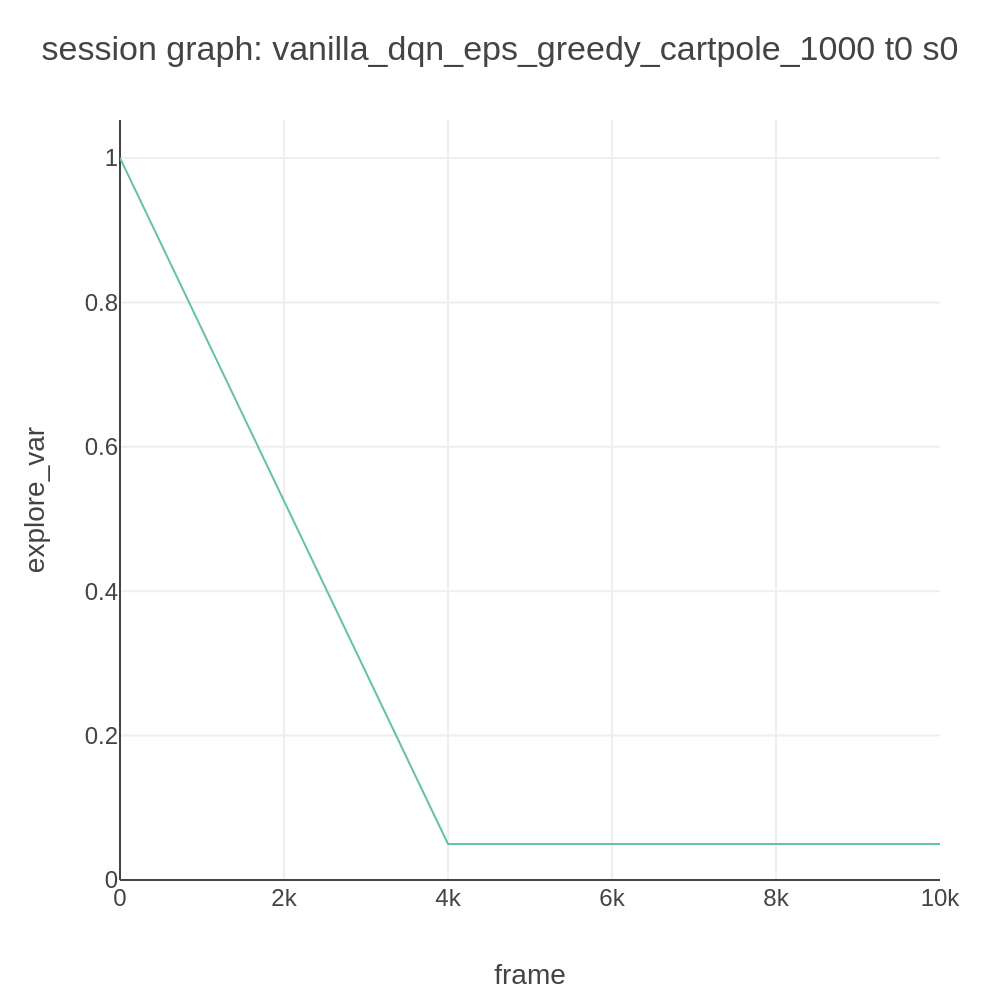 session graph: vanilla_dqn_eps_greedy_cartpole_1000 t0 s0
1
0.8
0.6
0.4
0.2
0
explore_var
0 2k 4k 6k 8k 10k
frame